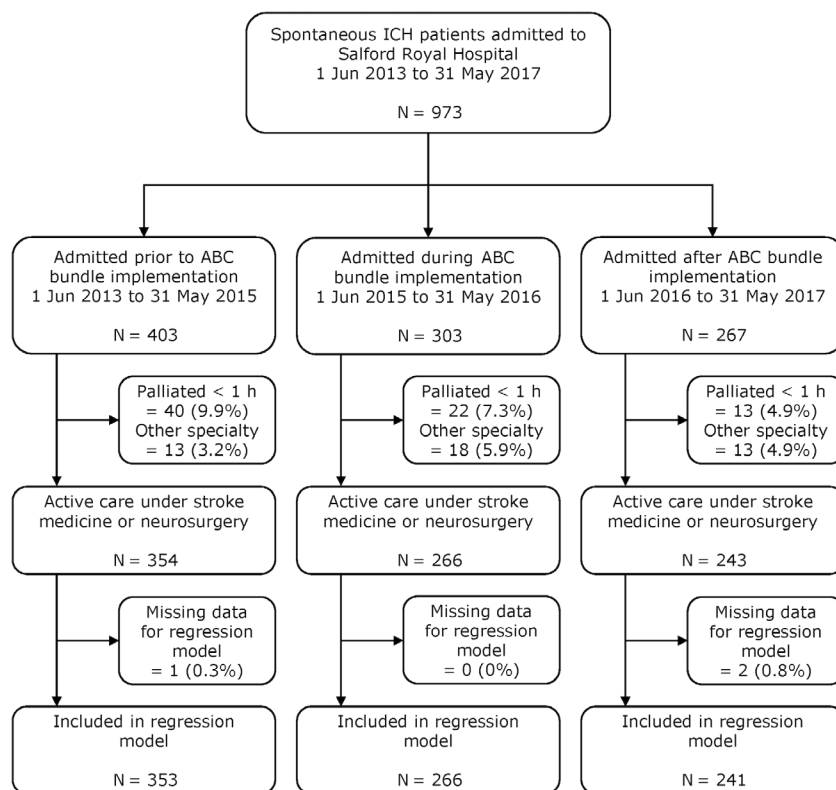 Spontaneous ICH patients admitted to
Salford Royal Hospital
1 Jun 2013 to 31 May 2017
N = 973
Admitted prior to ABC
bundle implementation
1 Jun 2013 to 31 May 2015
N = 403
Admitted during ABC
bundle implementation
1 Jun 2015 to 31 May 2016
N = 303
Admitted after ABC bundle
implementation
1 Jun 2016 to 31 May 2017
N = 267
Palliated < 1 h
= 40 (9.9%)
Other specialty
= 13 (3.2%)
Palliated < 1 h
= 22 (7.3%)
Other specialty
= 18 (5.9%)
Palliated < 1 h
= 13 (4.9%)
Other specialty
= 13 (4.9%)
Active care under stroke
medicine or neurosurgery
N = 354
Active care under stroke
medicine or neurosurgery
N = 266
Active care under stroke
medicine or neurosurgery
N = 243
Missing data
for regression
model
= 1 (0.3%)
Missing data
for regression
model
= 0 (0%)
Missing data
for regression
model
= 2 (0.8%)
Included in regression
model
N = 353
Included in regression
model
N = 266
Included in regression
model
N = 241